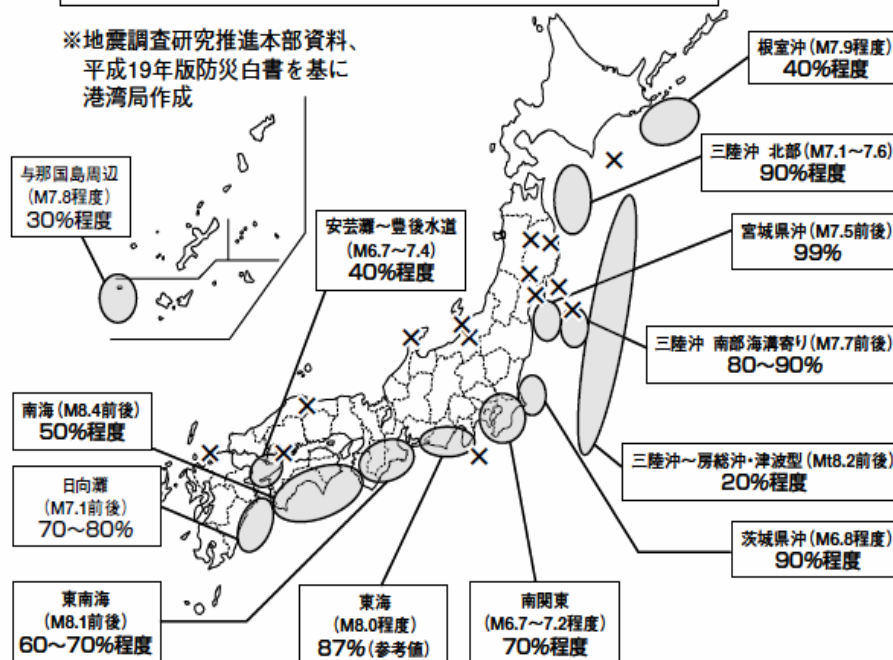 ※地震調査研究推進本部資料、
平成19年版防災白書を基に
港湾局作成
根室沖(M7.9程度)
40%程度
三陸沖 北部(M7.1～7.6)
90%程度
与那国島周辺
(M7.8程度)
30%程度
安芸灘～豊後水道
(M6.7～7.4)
40%程度
宮城県沖(M7.5前後)
99%
三陸沖 南部海溝寄り(M7.7前後)
80～90%
南海(M8.4前後)
50%程度
三陸沖～房総沖・津波型(Mt8.2前後)
20%程度
日向灘
(M7.1前後)
70～80%
茨城県沖(M6.8程度)
90%程度
東南海
(M8.1前後)
60～70%程度
東海
(M8.0程度)
87%(参考値)
南関東
(M6.7～7.2程度)
70%程度